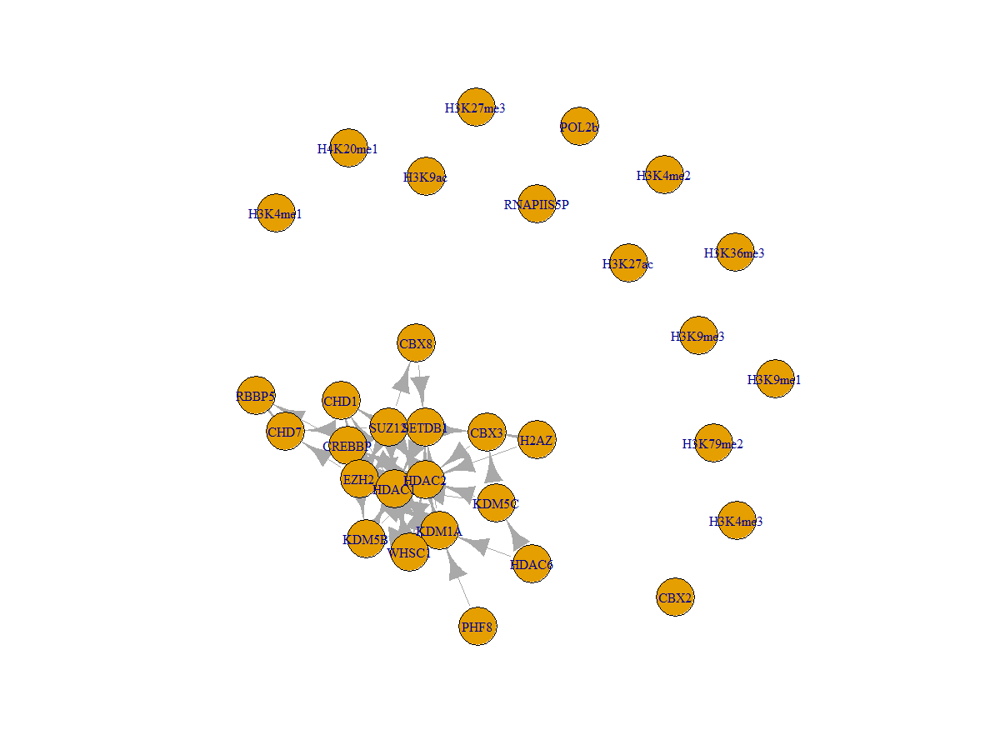 H3K27me3
POL2b
H4K20me1
H3K9ac
H3K4me2
RNAPIIS5P
H3K4me1
H3K36me3
H3K27ac
H3K9me3
CBX8
H3K9me1
RBBP5
CHD1
SUZ12
SETDB1
CHD7
CBX3
H2AZ
H3K79me2
CREBBP
EZH2
HDAC2
HDAC1
KDM5C
H3K4me3
KDM1A
KDM5B
WHSC1
HDAC6
CBX2
PHF8